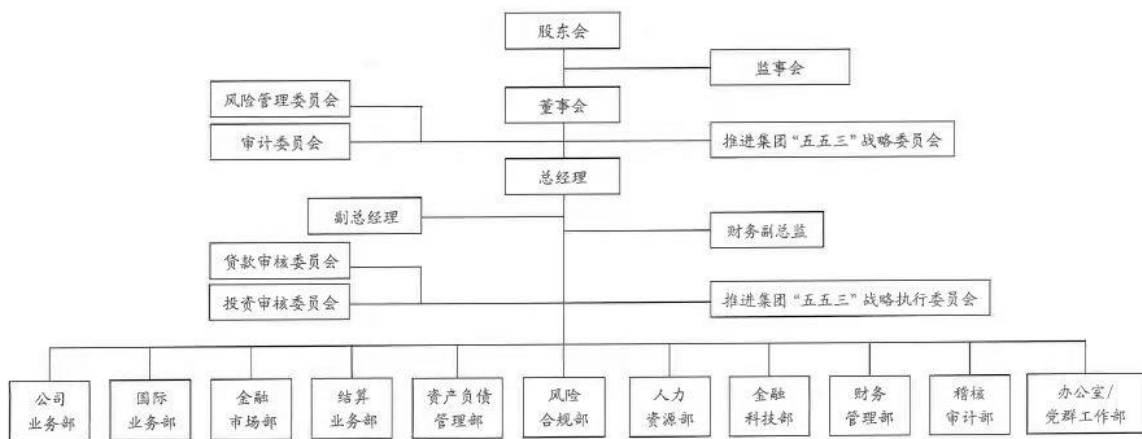 股东会
监事会
风险管理委员会
董事会
审计委员会
推进集团“五五三”战略委员会
总经理
副总经理
财务副总监
贷款审核委员会
投资审核委员会
推进集团“五五三”战略执行委员会
公司
业务部
国际
业务部
金融
市场部
结算
业务部
资产负债
管理部
风险
合规部
人力
资源部
金融
科技部
财务
管理部
稽核
审计部
办公室/
党群工作部